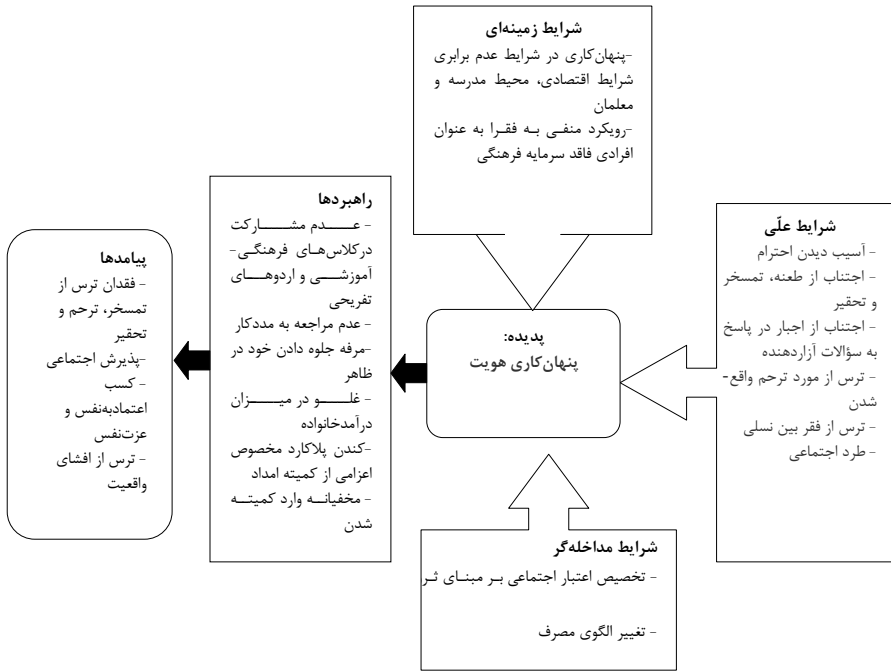 شرایط زمینه‌ای
-پنهان‌کاری در شرایط عدم برابری
شرایط اقتصادی، محیط مدرسه و
معلمان
-رویکرد منفی به فقرا به عنوان
افرادی فاقد سرمایه فرهنگی
شرایط علّی
- آسیب دیدن احترام
- اجتناب از طعنه، تمسخر
و تحقیر
- اجتناب از اجبار در پاسخ
به سؤالات آزاردهنده
- ترس از مورد ترحم واقع-
شدن
- ترس از فقر بین نسلی
- طرد اجتماعی
پدیده:
پنهان‌کاری هویت
راهبردها
- عدم مشارکت
درکلاس‌های فرهنگی-
آموزشی و اردوهای
تفریحی
- عدم مراجعه به مددکار
-مرفه جلوه دادن خود در
ظاهر
- غلو در میزان
درآمدخانواده
-کندن پلاکارد مخصوص
اعزامی از کمیته امداد
- مخفیانه وارد کمیته
شدن
پیامدها
- فقدان ترس از
تمسخر، ترحم و
تحقیر
-پذیرش اجتماعی
- کسب
اعتمادبه‌نفس و
عزت‌نفس
- ترس از افشای
واقعیت
شرایط مداخله‌گر
- تخصیص اعتبار اجتماعی بر مبنای ثر
- تغییر الگوی مصرف